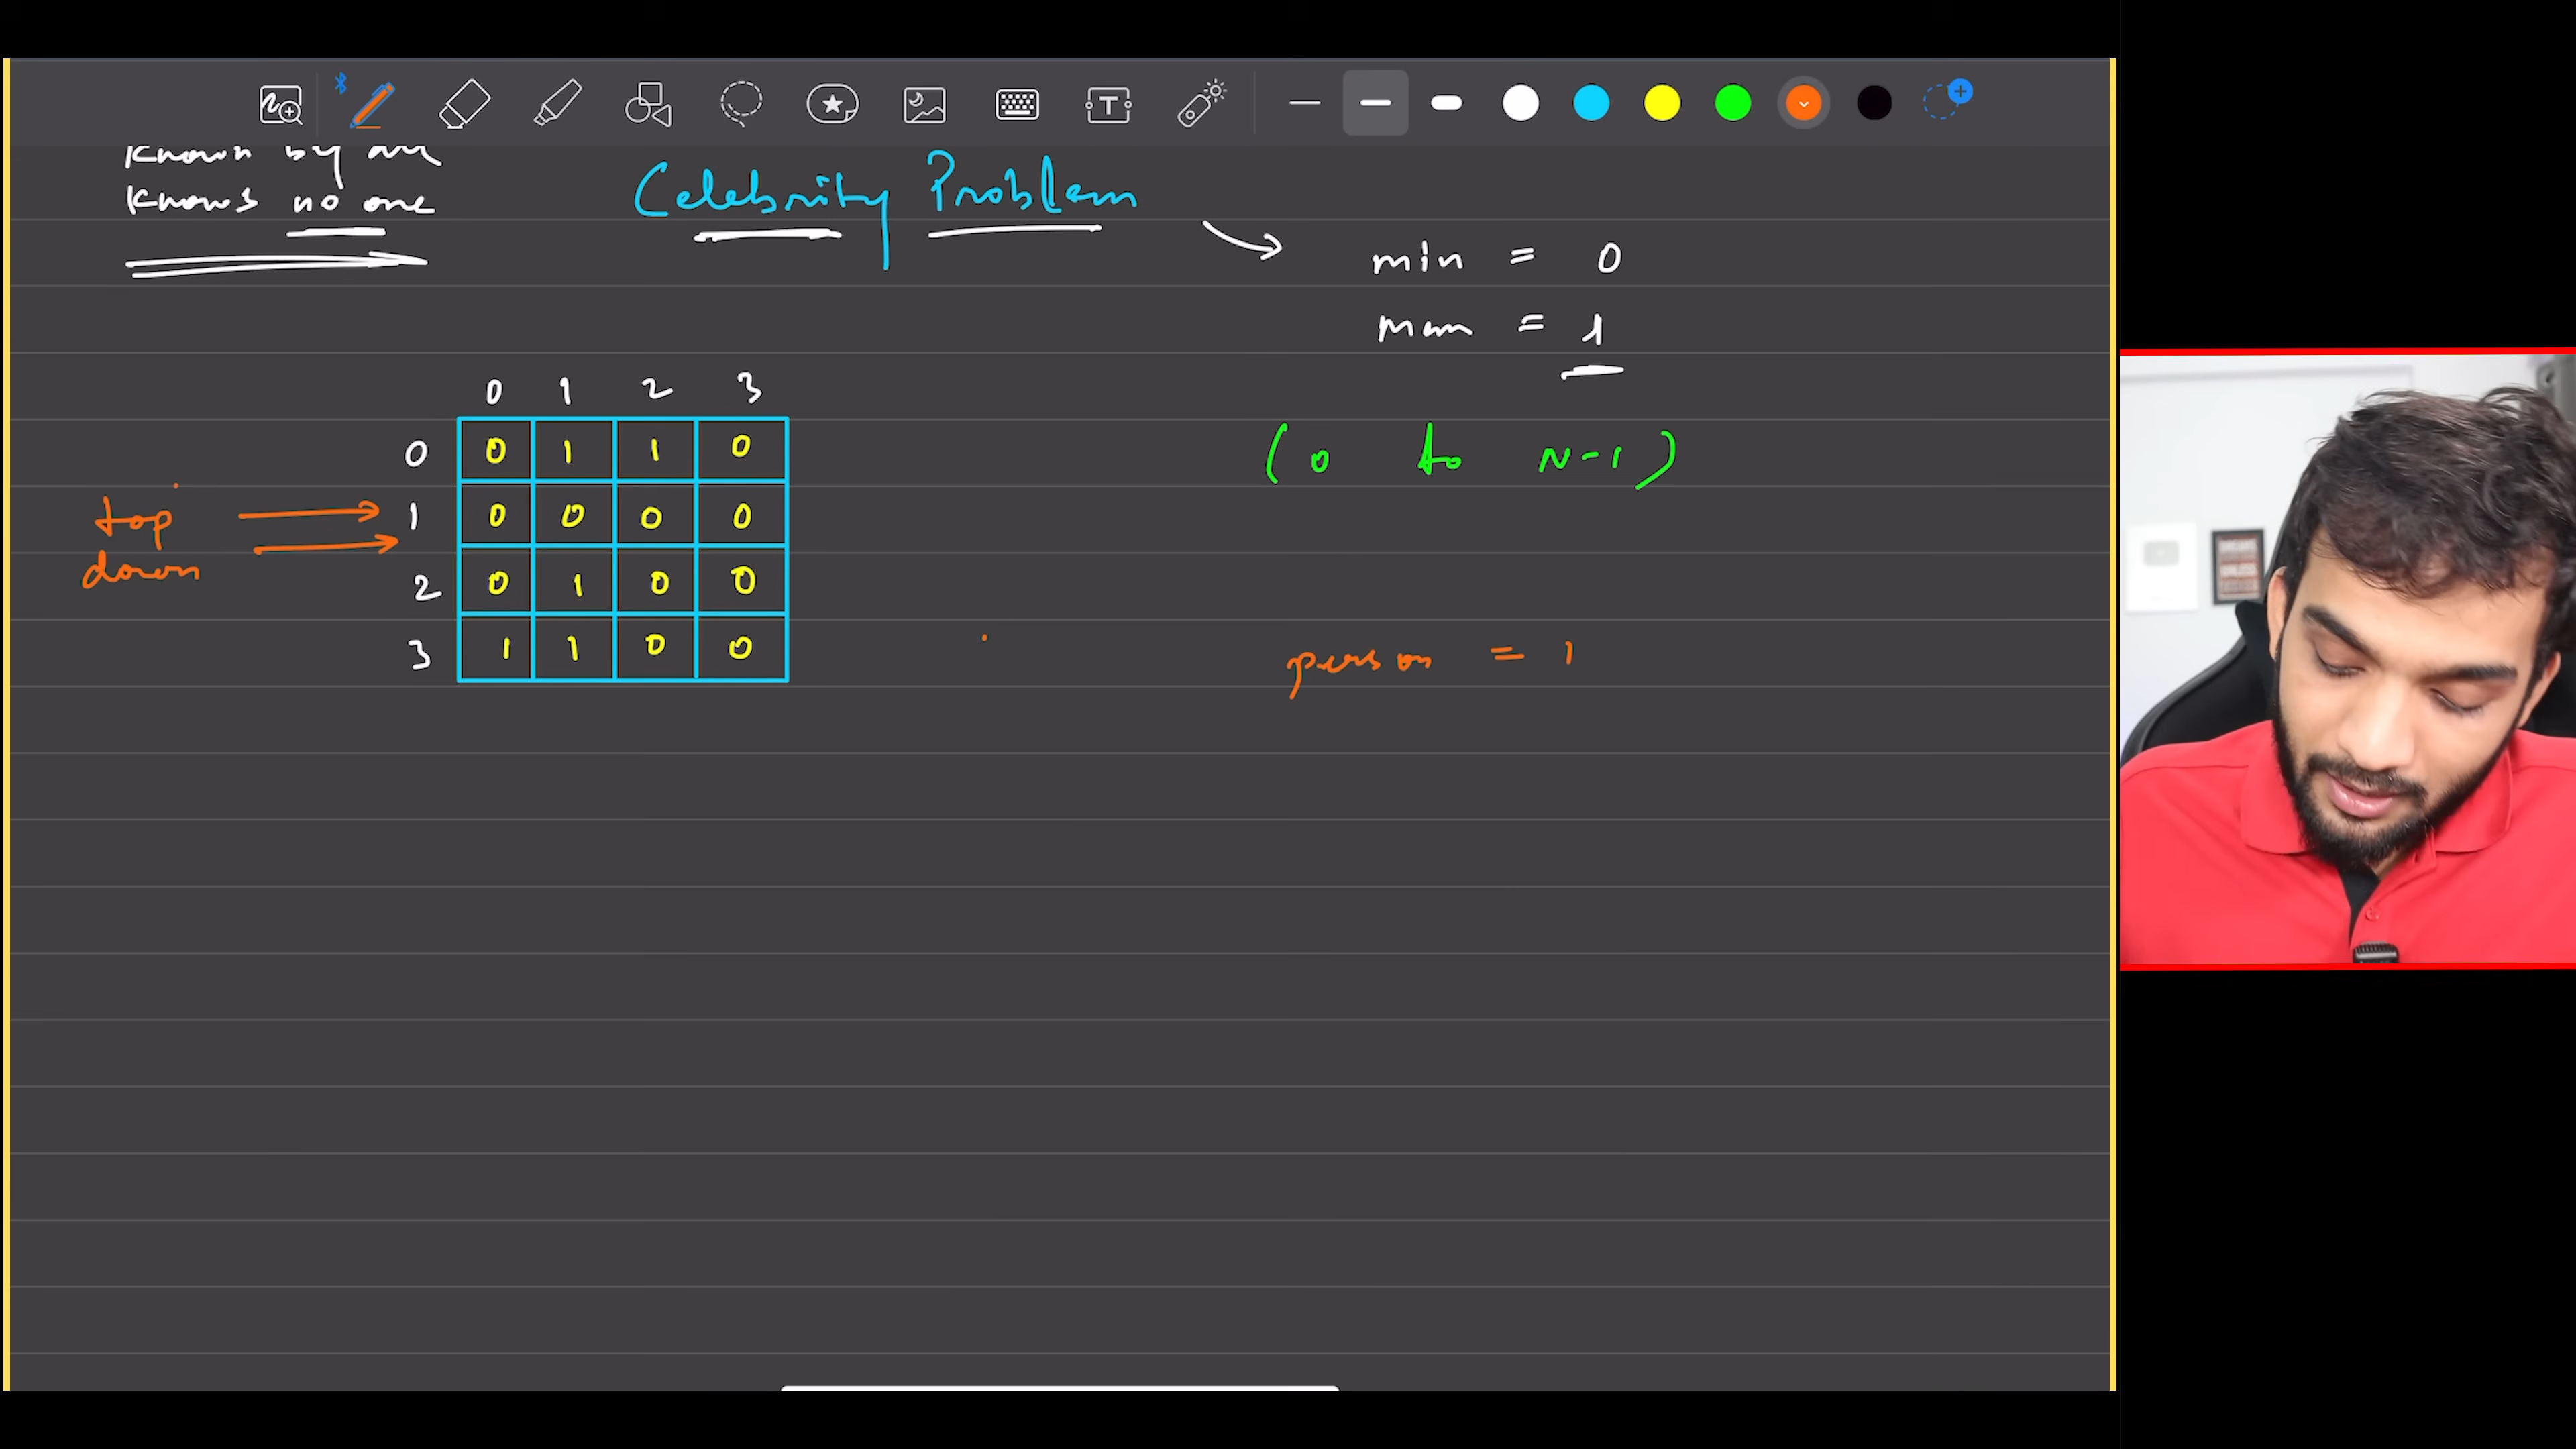 Known by all
Knows no one
Celebrity Problem
min = 0
max = 1
0 1 2 3
0 0 1 1 0
(0 to N-1)
top
1 0 0 0 0
down
2 0 1 0 0
3 1 1 0 0
person = 1
T